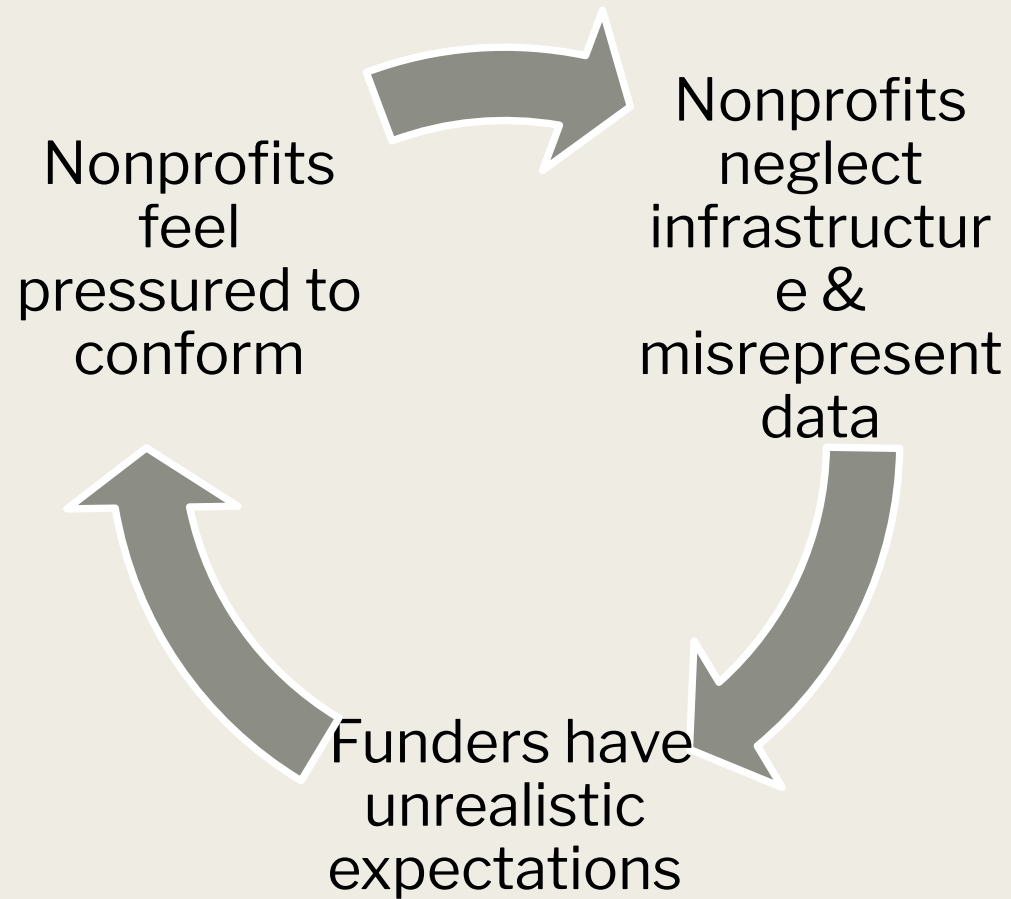 Nonprofits
feel
pressured to
conform
Nonprofits
neglect
infrastructur
e &
misrepresent
data
Funders have
unrealistic
expectations